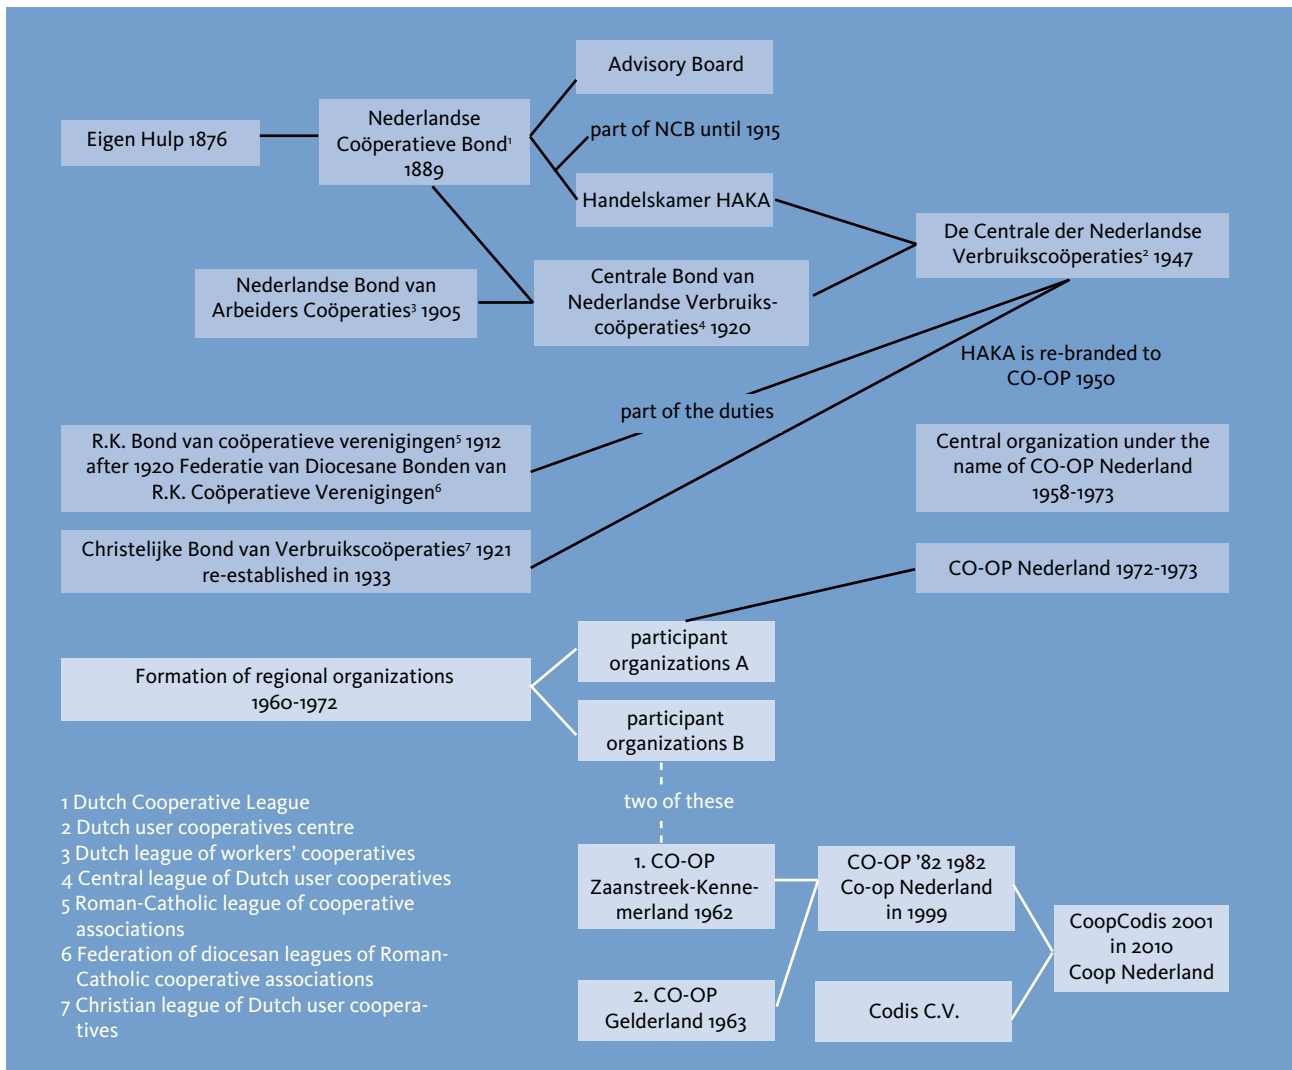 Advisory Board
Eigen Hulp 1876
Nederlandse
Coöperatieve Bond¹
1889
part of NCB until 1915
Handelskamer HAKA
De Centrale der Nederlandse
Verbruikscoöperaties² 1947
Nederlandse Bond van
Arbeiders Coöperaties³ 1905
Centrale Bond van
Nederlandse Verbruiks-
coöperaties⁴ 1920
HAKA is re-branded to
CO-OP 1950
part of the duties
R.K. Bond van coöperatieve verenigingen⁵ 1912
after 1920 Federatie van Diocesane Bonden van
R.K. Coöperatieve Verenigingen⁶
Central organization under the
name of CO-OP Nederland
1958-1973
Christelijke Bond van Verbruikscoöperaties⁷ 1921
re-established in 1933
CO-OP Nederland 1972-1973
participant
organizations A
Formation of regional organizations
1960-1972
participant
organizations B
two of these
1. CO-OP
Zaanstreek-Kenne-
merland 1962
CO-OP ’82 1982
Co-op Nederland
in 1999
CoopCodis 2001
in 2010
Coop Nederland
2. CO-OP
Gelderland 1963
Codis C.V.
1 Dutch Cooperative League
2 Dutch user cooperatives centre
3 Dutch league of workers’ cooperatives
4 Central league of Dutch user cooperatives
5 Roman-Catholic league of cooperative
associations
6 Federation of diocesan leagues of Roman-
Catholic cooperative associations
7 Christian league of Dutch user coopera-
tives